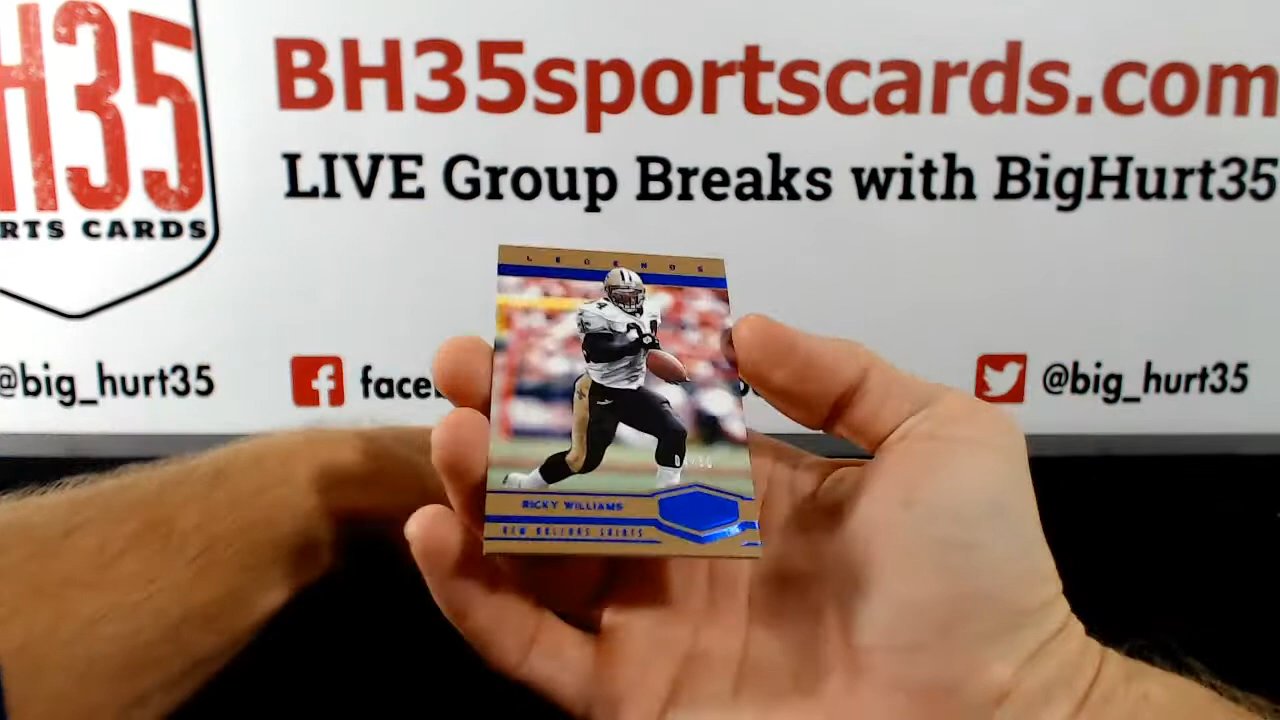 H35
RTS CARDS
BH35sportscards.com
LIVE Group Breaks with BigHurt35
@big_hurt35
f face
@big_hurt35
LEGENDS
RICKY WILLIAMS
NEW ORLEANS SAINTS